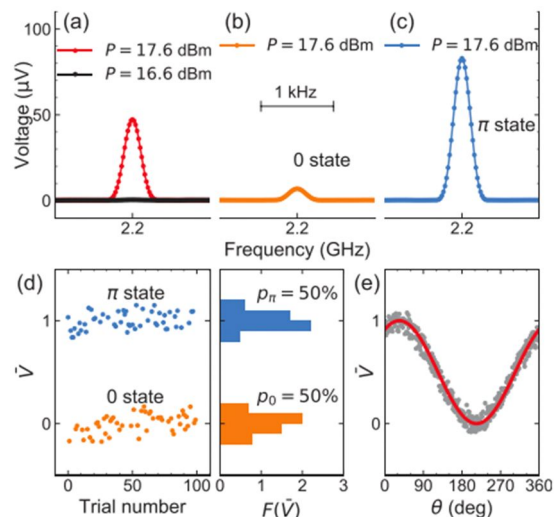 (a)
P = 17.6 dBm
P = 16.6 dBm
(b)
P = 17.6 dBm
1 kHz
0 state
(c)
P = 17.6 dBm
π state
Voltage (μV)
100
50
0
2.2
2.2
2.2
Frequency (GHz)
(d)
π state
0 state
V̄
1
0
0
50
100
Trial number
pπ = 50%
p0 = 50%
0
1
2
3
F(V̄)
(e)
V̄
1
0
0
90
180
270
360
θ (deg)